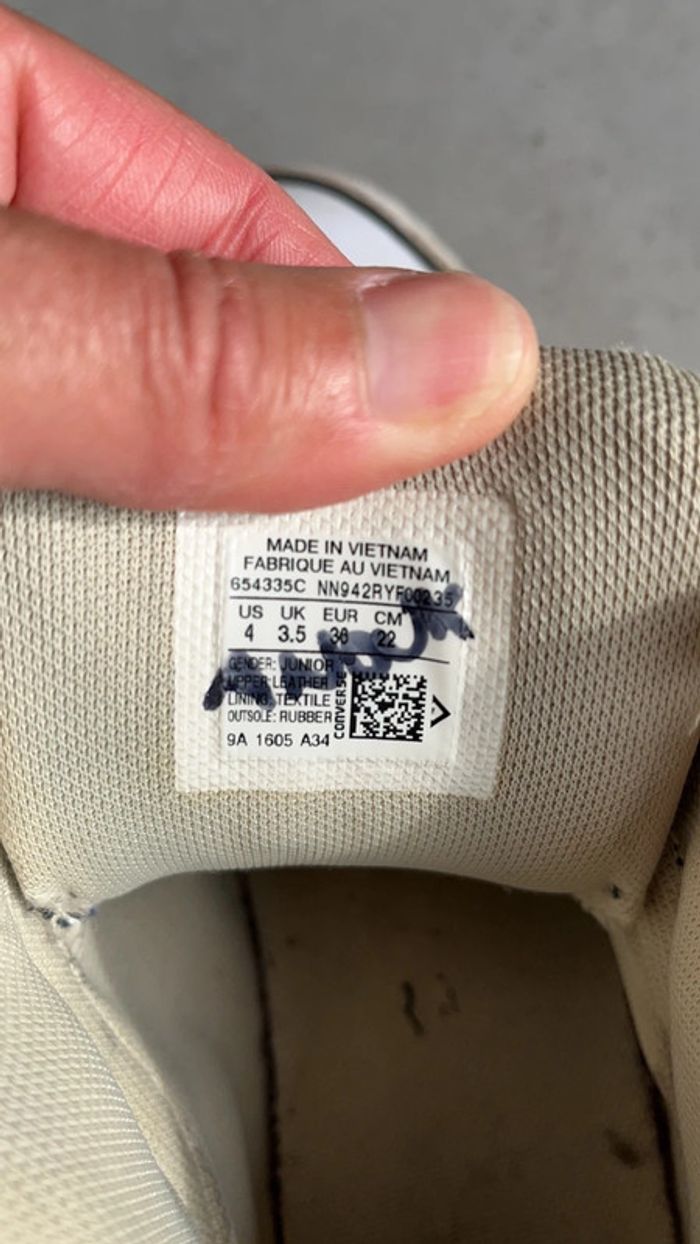 MADE IN VIETNAM
FABRIQUE AU VIETNAM
654335C NN942RYF00235
US UK EUR CM
4 3.5 36 22
GENDER: JUNIOR
UPPER: LEATHER
LINING: TEXTILE
OUTSOLE: RUBBER
CONVERSE
9A 1605 A34